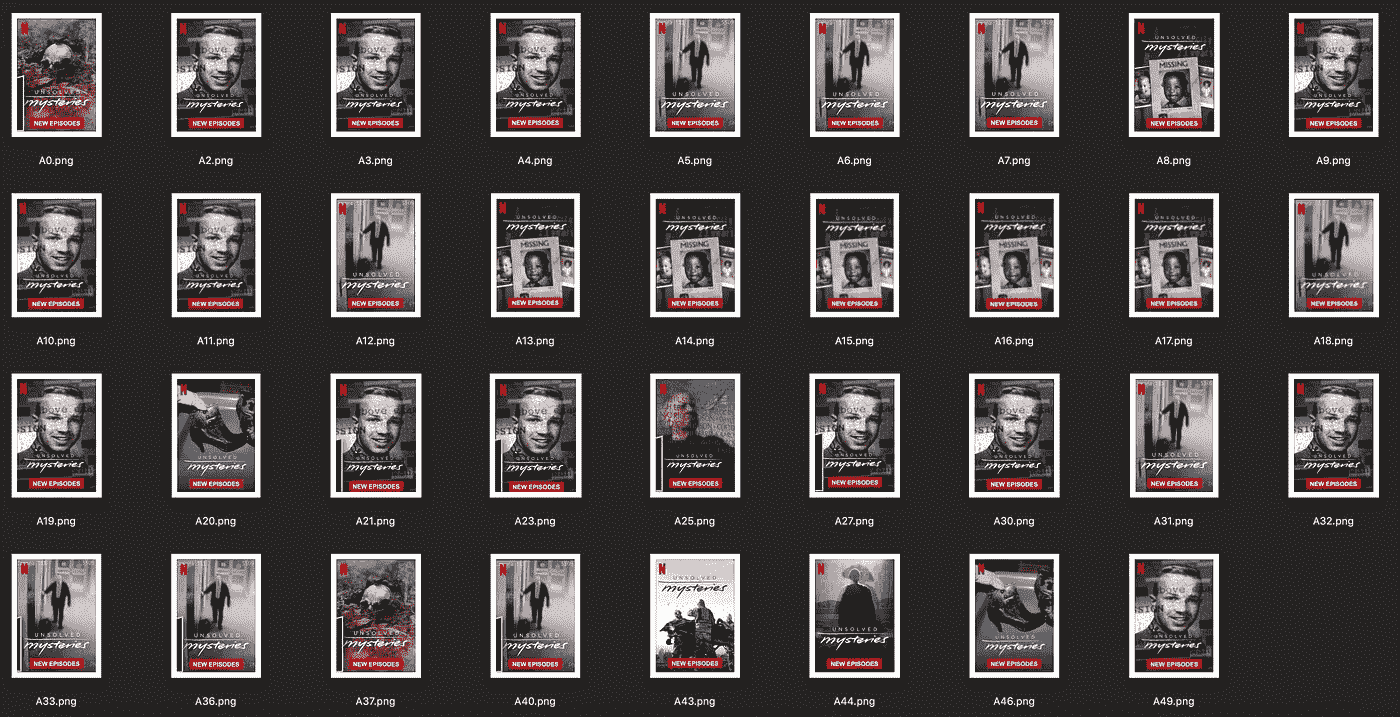 N N N N N N N N N
UNSOLVED
mysteries
MISSING
UNSOLVED UNSOLVED UNSOLVED UNSOLVED UNSOLVED UNSOLVED UNSOLVED UNSOLVED
mysteries mysteries mysteries mysteries mysteries mysteries mysteries mysteries
NEW EPISODES NEW EPISODES NEW EPISODES NEW EPISODES NEW EPISODES NEW EPISODES NEW EPISODES NEW EPISODES NEW EPISODES
A0.png A2.png A3.png A4.png A5.png A6.png A7.png A8.png A9.png
N N N N N N N N N
UNSOLVED UNSOLVED UNSOLVED UNSOLVED UNSOLVED
mysteries mysteries mysteries mysteries mysteries
MISSING MISSING MISSING MISSING MISSING
UNSOLVED UNSOLVED UNSOLVED UNSOLVED
mysteries mysteries mysteries mysteries
NEW EPISODES NEW EPISODES NEW EPISODES NEW EPISODES NEW EPISODES NEW EPISODES NEW EPISODES NEW EPISODES NEW EPISODES
A10.png A11.png A12.png A13.png A14.png A15.png A16.png A17.png A18.png
N N N N N N N N N
UNSOLVED UNSOLVED UNSOLVED UNSOLVED UNSOLVED UNSOLVED UNSOLVED UNSOLVED UNSOLVED
mysteries mysteries mysteries mysteries mysteries mysteries mysteries mysteries mysteries
NEW EPISODES NEW EPISODES NEW EPISODES NEW EPISODES NEW EPISODES NEW EPISODES NEW EPISODES NEW EPISODES NEW EPISODES
A19.png A20.png A21.png A23.png A25.png A27.png A30.png A31.png A32.png
N N N N N N N N
UNSOLVED
mysteries
UNSOLVED UNSOLVED UNSOLVED UNSOLVED UNSOLVED UNSOLVED UNSOLVED
mysteries mysteries mysteries mysteries mysteries mysteries mysteries
NEW EPISODES NEW EPISODES NEW EPISODES NEW EPISODES NEW EPISODES NEW EPISODES NEW EPISODES NEW EPISODES
A33.png A36.png A37.png A40.png A43.png A44.png A46.png A49.png